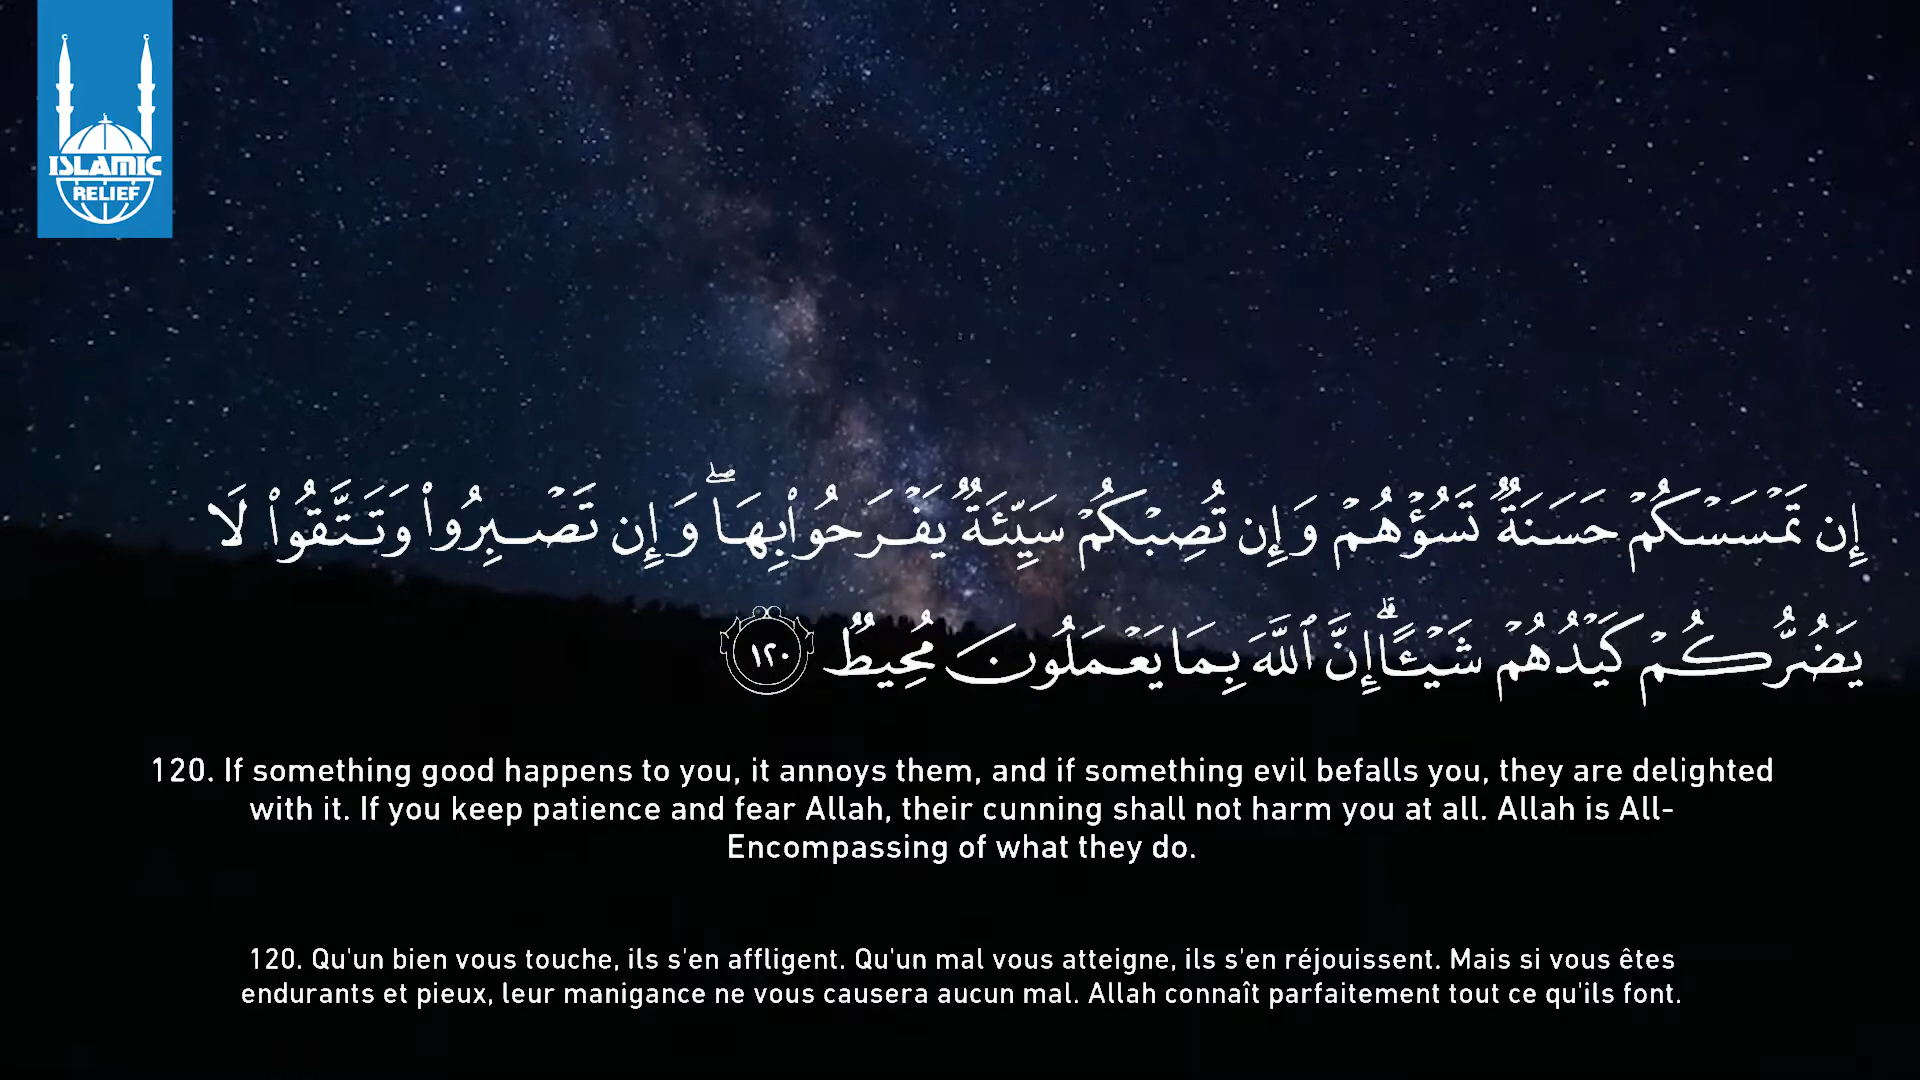 ISLAMIC
RELIEF
إِن تَمْسَسْكُمْ حَسَنَةٌ تَسُؤْهُمْ وَإِن تُصِبْكُمْ سَيِّئَةٌ يَفْرَحُوا۟ بِهَا ۖ وَإِن تَصْبِرُوا۟ وَتَتَّقُوا۟ لَا
يَضُرُّكُمْ كَيْدُهُمْ شَيْـًٔا ۗ إِنَّ ٱللَّهَ بِمَا يَعْمَلُونَ مُحِيطٌ ١٢٠
120. If something good happens to you, it annoys them, and if something evil befalls you, they are delighted
with it. If you keep patience and fear Allah, their cunning shall not harm you at all. Allah is All-
Encompassing of what they do.
120. Qu'un bien vous touche, ils s'en affligent. Qu'un mal vous atteigne, ils s'en réjouissent. Mais si vous êtes
endurants et pieux, leur manigance ne vous causera aucun mal. Allah connaît parfaitement tout ce qu'ils font.